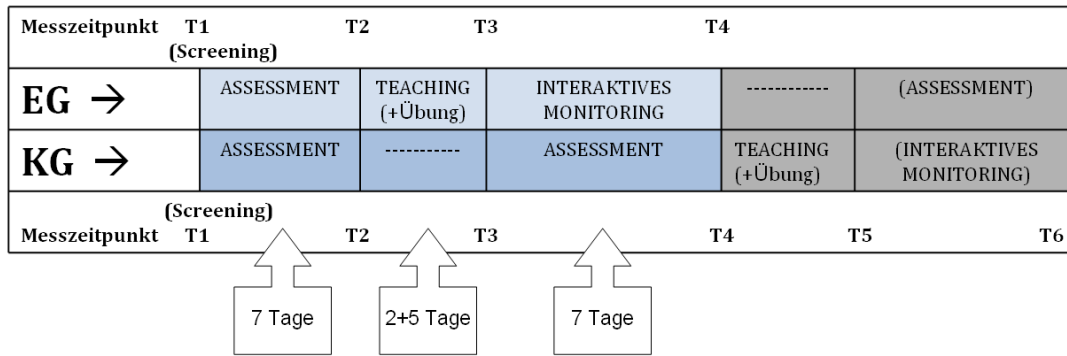 Messzeitpunkt T1 T2 T3 T4
(Screening)
EG → ASSESSMENT TEACHING INTERAKTIVES ------------ (ASSESSMENT)
(+Übung) MONITORING
KG → ASSESSMENT ----------- ASSESSMENT TEACHING (INTERAKTIVES
(+Übung) MONITORING)
(Screening)
Messzeitpunkt T1 T2 T3 T4 T5 T6
7 Tage 2+5 Tage 7 Tage